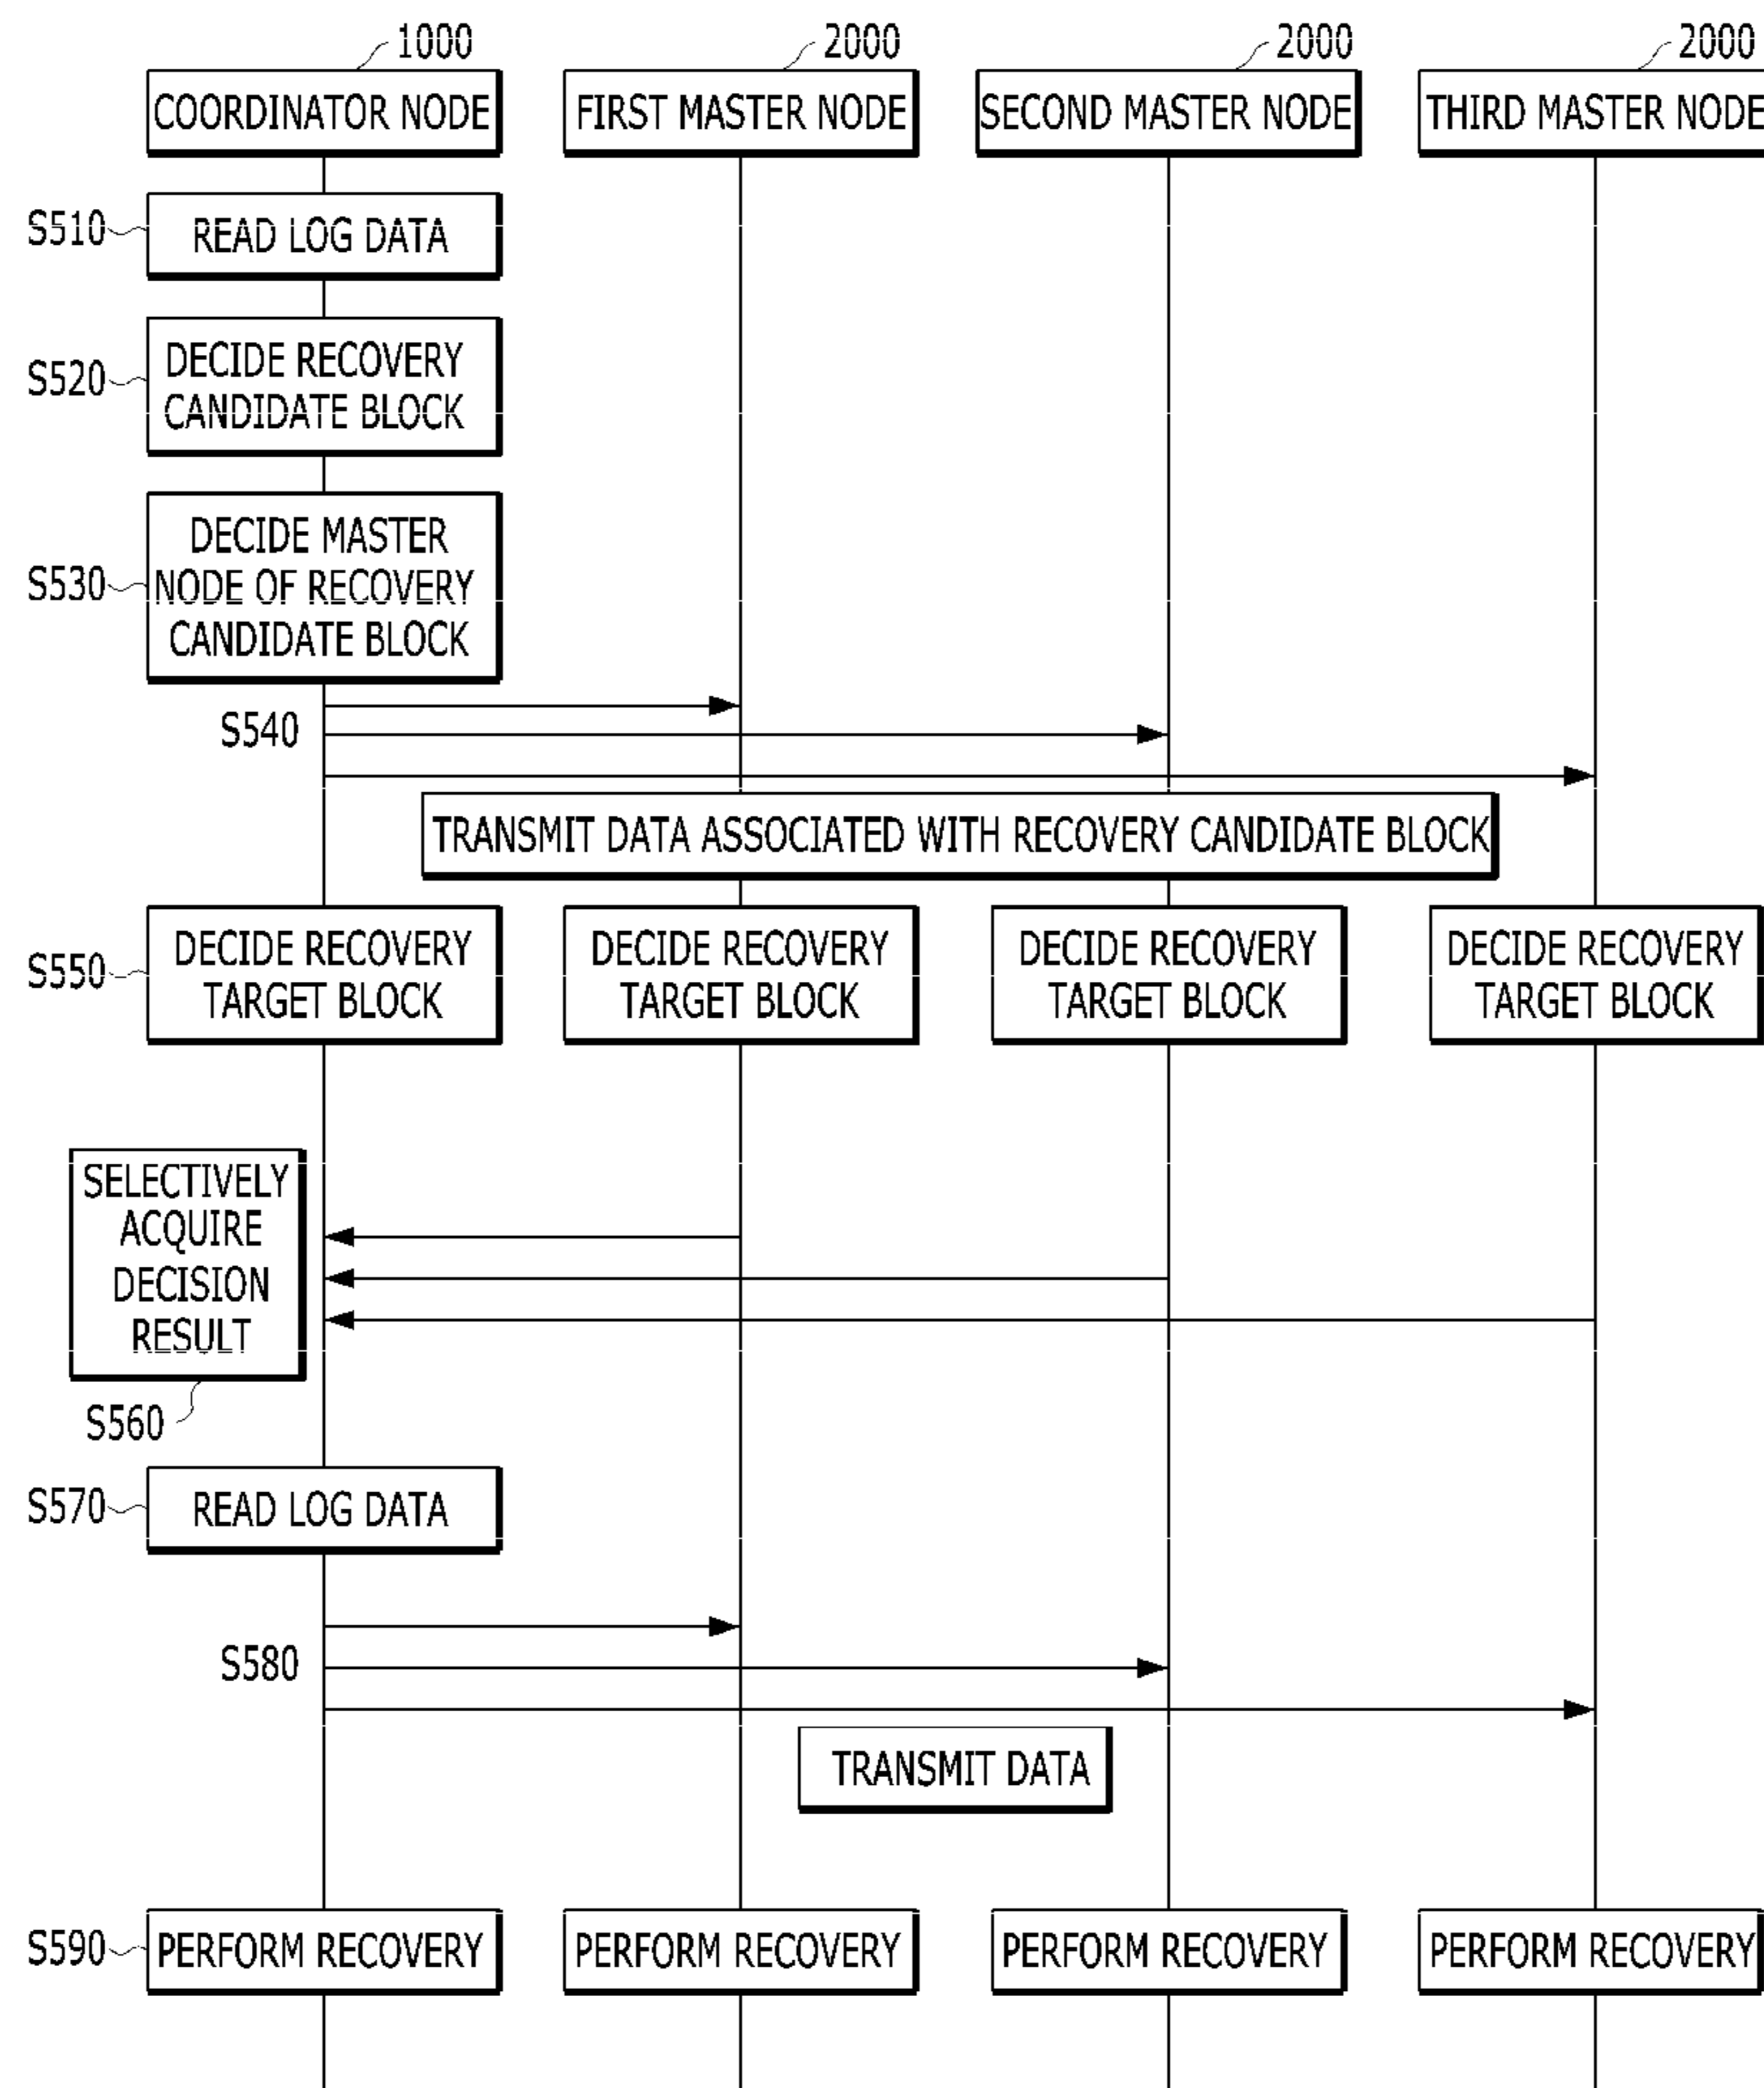 1000
2000
2000
2000
COORDINATOR NODE
FIRST MASTER NODE
SECOND MASTER NODE
THIRD MASTER NODE
S510
READ LOG DATA
S520
DECIDE RECOVERY
CANDIDATE BLOCK
S530
DECIDE MASTER
NODE OF RECOVERY
CANDIDATE BLOCK
S540
TRANSMIT DATA ASSOCIATED WITH RECOVERY CANDIDATE BLOCK
S550
DECIDE RECOVERY
TARGET BLOCK
DECIDE RECOVERY
TARGET BLOCK
DECIDE RECOVERY
TARGET BLOCK
DECIDE RECOVERY
TARGET BLOCK
SELECTIVELY
ACQUIRE
DECISION
RESULT
S560
S570
READ LOG DATA
S580
TRANSMIT DATA
S590
PERFORM RECOVERY
PERFORM RECOVERY
PERFORM RECOVERY
PERFORM RECOVERY